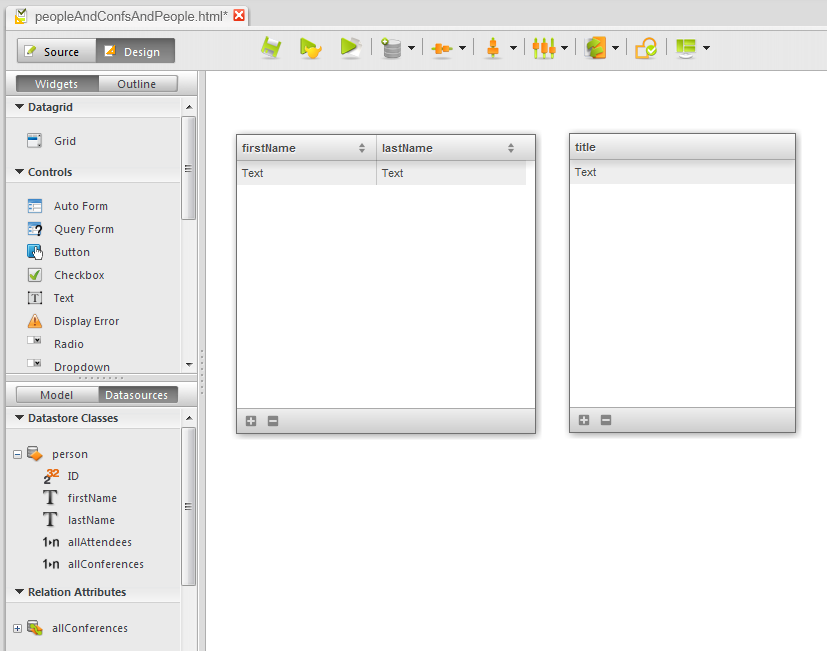 peopleAndConfsAndPeople.html*
Source Design
Widgets Outline
Datagrid
Grid
Controls
Auto Form
Query Form
Button
Checkbox
Text
Display Error
Radio
Dropdown
Model Datasources
Datastore Classes
person
ID
firstName
lastName
allAttendees
allConferences
Relation Attributes
allConferences
firstName lastName
Text Text
title
Text